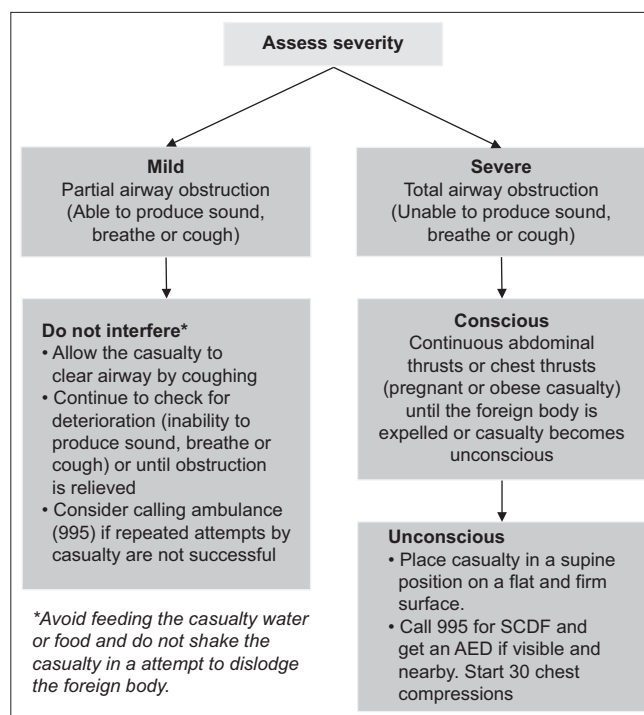 Assess severity
Mild
Partial airway obstruction
(Able to produce sound,
breathe or cough)
Severe
Total airway obstruction
(Unable to produce sound,
breathe or cough)
Do not interfere*
• Allow the casualty to
clear airway by coughing
• Continue to check for
deterioration (inability to
produce sound, breathe or
cough) or until obstruction
is relieved
• Consider calling ambulance
(995) if repeated attempts by
casualty are not successful
*Avoid feeding the casualty water
or food and do not shake the
casualty in a attempt to dislodge
the foreign body.
Conscious
Continuous abdominal
thrusts or chest thrusts
(pregnant or obese casualty)
until the foreign body is
expelled or casualty becomes
unconscious
Unconscious
• Place casualty in a supine
position on a flat and firm
surface.
• Call 995 for SCDF and
get an AED if visible and
nearby. Start 30 chest
compressions